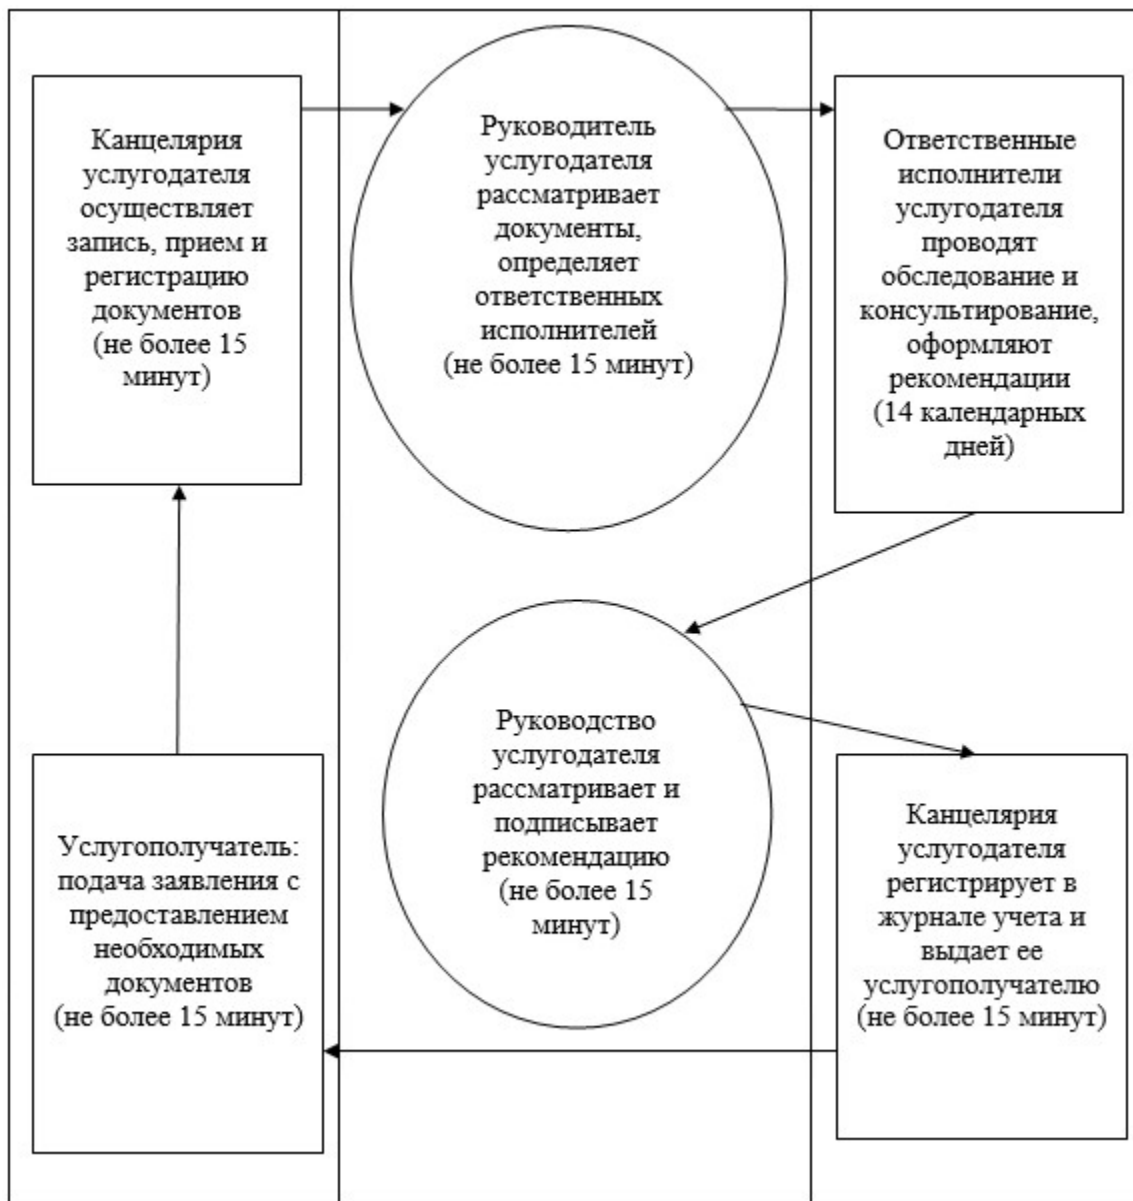 Канцелярия
услугодателя
осуществляет
запись, прием и
регистрацию
документов
(не более 15
минут)
Руководитель
услугодателя
рассматривает
документы,
определяет
ответственных
исполнителей
(не более 15 минут)
Ответственные
исполнители
услугодателя
проводят
обследование и
консультирование,
оформляют
рекомендации
(14 календарных
дней)
Услугополучатель:
подача заявления с
предоставлением
необходимых
документов
(не более 15 минут)
Руководство
услугодателя
рассматривает и
подписывает
рекомендацию
(не более 15
минут)
Канцелярия
услугодателя
регистрирует в
журнале учета и
выдает ее
услугополучателю
(не более 15 минут)